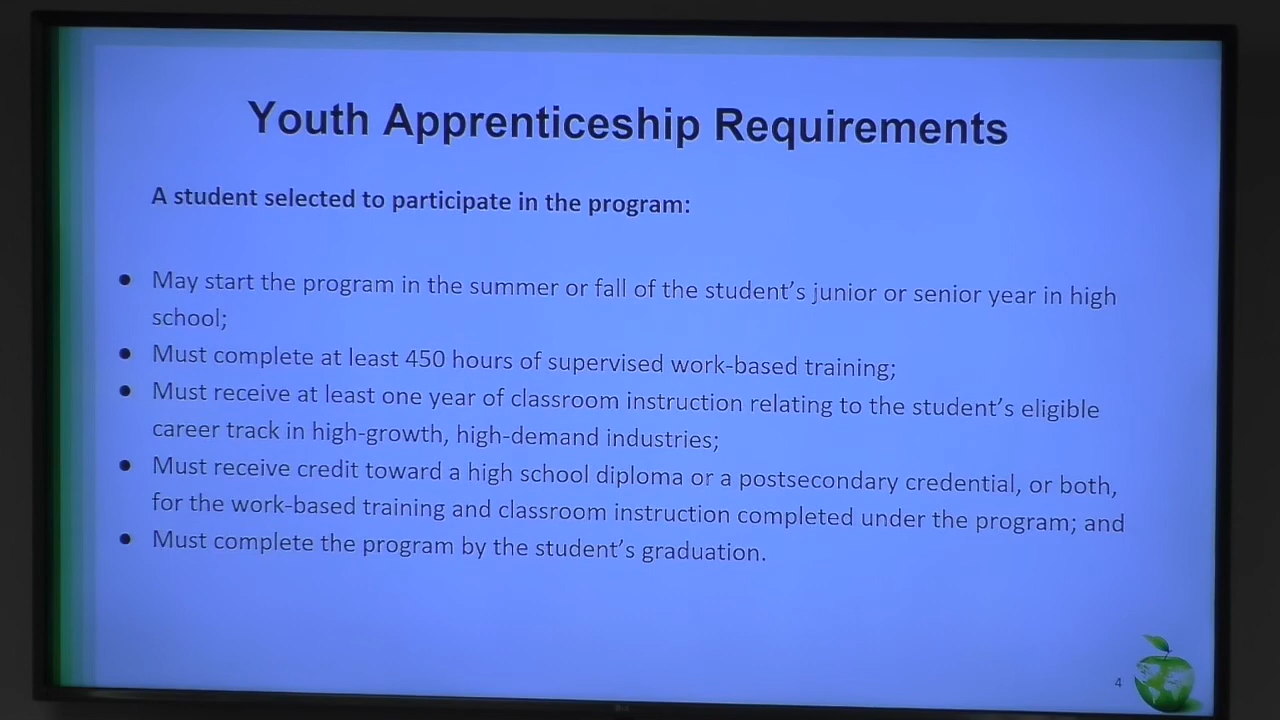 Youth Apprenticeship Requirements
A student selected to participate in the program:
● May start the program in the summer or fall of the student's junior or senior year in high
school;
● Must complete at least 450 hours of supervised work-based training;
● Must receive at least one year of classroom instruction relating to the student's eligible
career track in high-growth, high-demand industries;
● Must receive credit toward a high school diploma or a postsecondary credential, or both,
for the work-based training and classroom instruction completed under the program; and
● Must complete the program by the student's graduation.
4